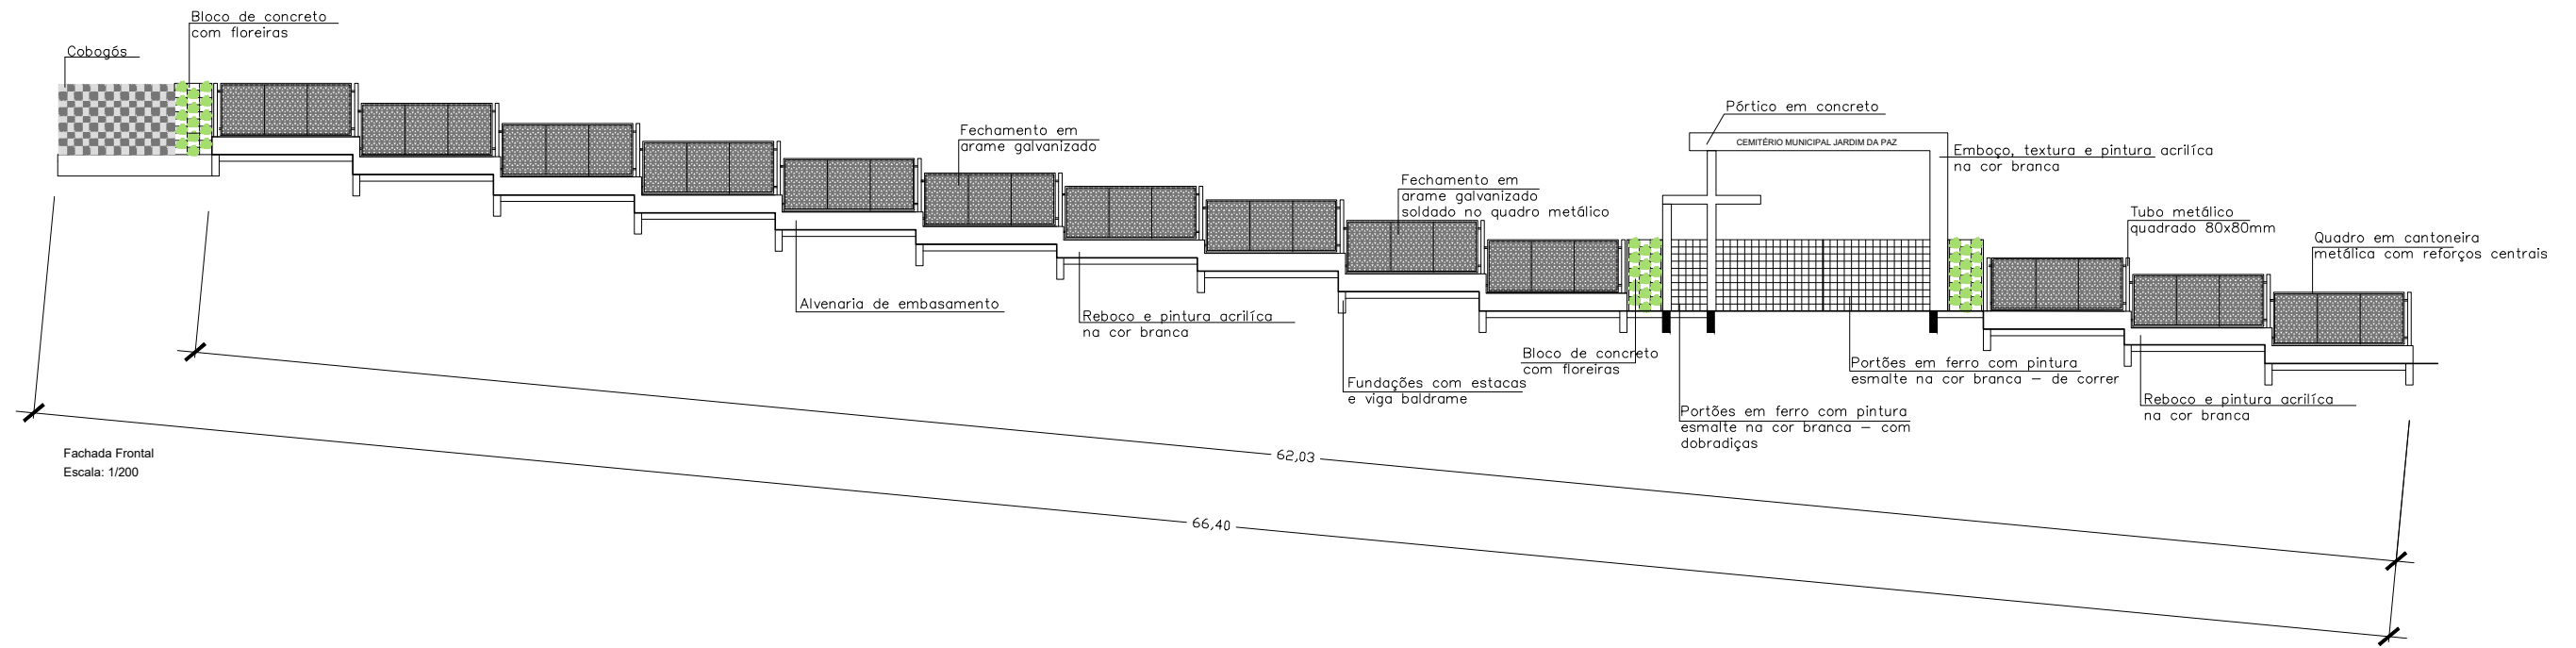 Bloco de concreto
com floreiras
Cobogós
Fechamento em
arame galvanizado
Pórtico em concreto
CEMITÉRIO MUNICIPAL JARDIM DA PAZ
Emboço, textura e pintura acrilíca
na cor branca
Fechamento em
arame galvanizado
soldado no quadro metálico
Tubo metálico
quadrado 80x80mm
Quadro em cantoneira
metálica com reforços centrais
Alvenaria de embasamento
Reboco e pintura acrilíca
na cor branca
Bloco de concreto
com floreiras
Portões em ferro com pintura
esmalte na cor branca – de correr
Fundações com estacas
e viga baldrame
Reboco e pintura acrilíca
na cor branca
Portões em ferro com pintura
esmalte na cor branca – com
dobradiças
Fachada Frontal
Escala: 1/200
62,03
66,40